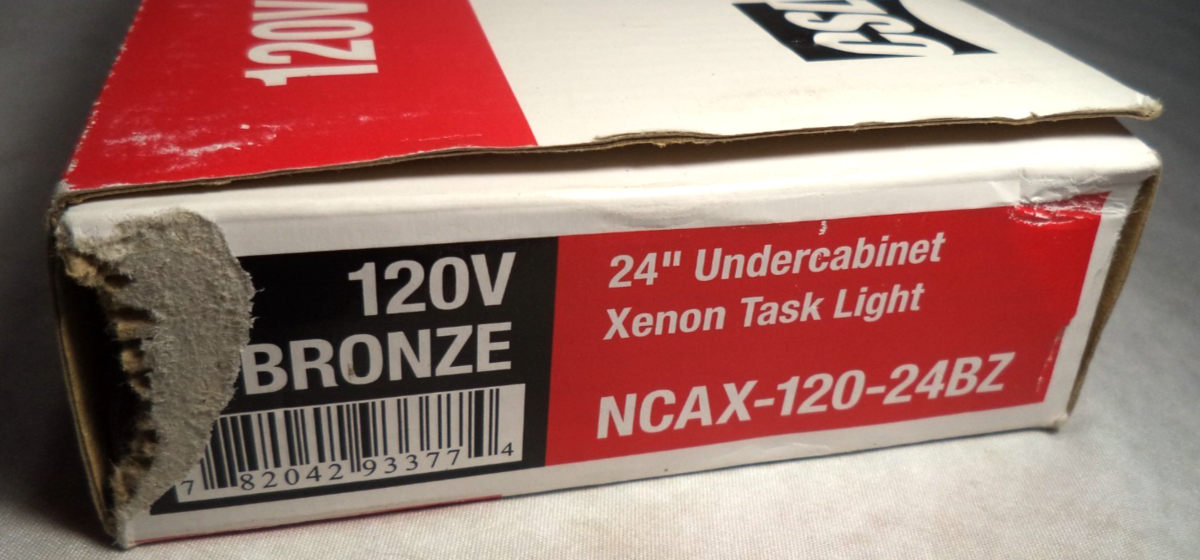 120V
120V
BRONZE
7 82042 93377 4
24" Undercabinet
Xenon Task Light
NCAX-120-24BZ